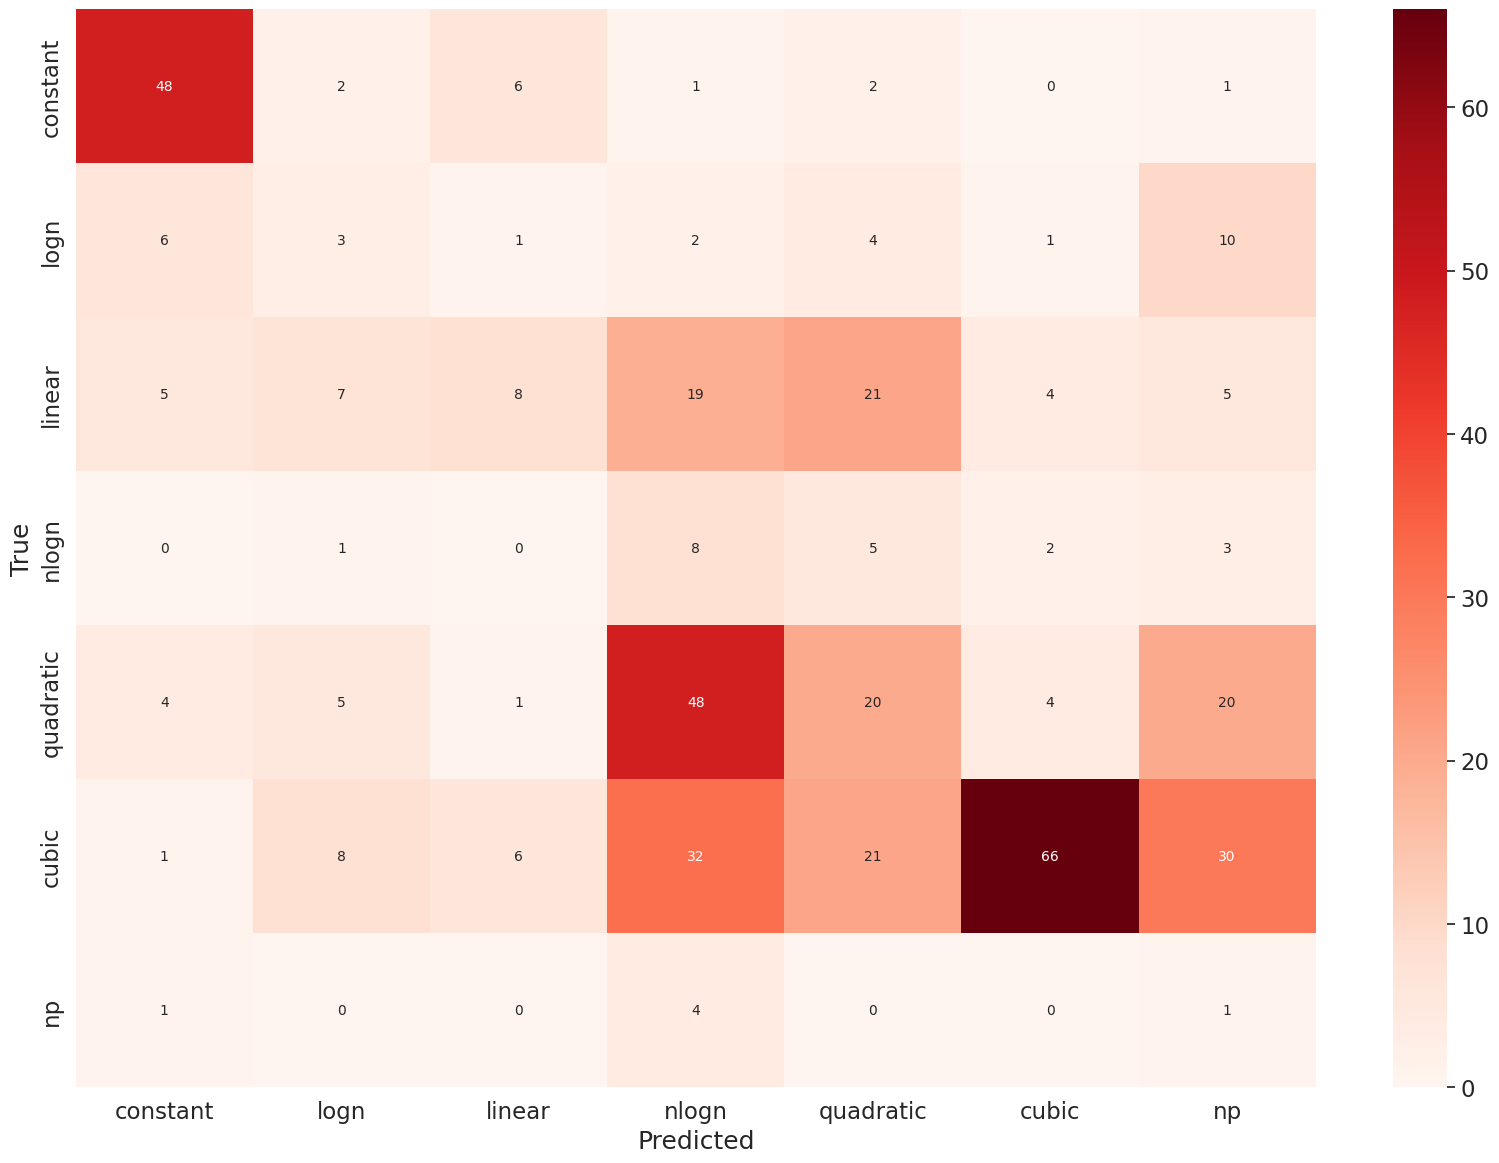 constant 48 2 6 1 2 0 1
logn 6 3 1 2 4 1 10
linear 5 7 8 19 21 4 5
nlogn 0 1 0 8 5 2 3
quadratic 4 5 1 48 20 4 20
cubic 1 8 6 32 21 66 30
np 1 0 0 4 0 0 1
True
constant logn linear nlogn quadratic cubic np
Predicted
60
50
40
30
20
10
0